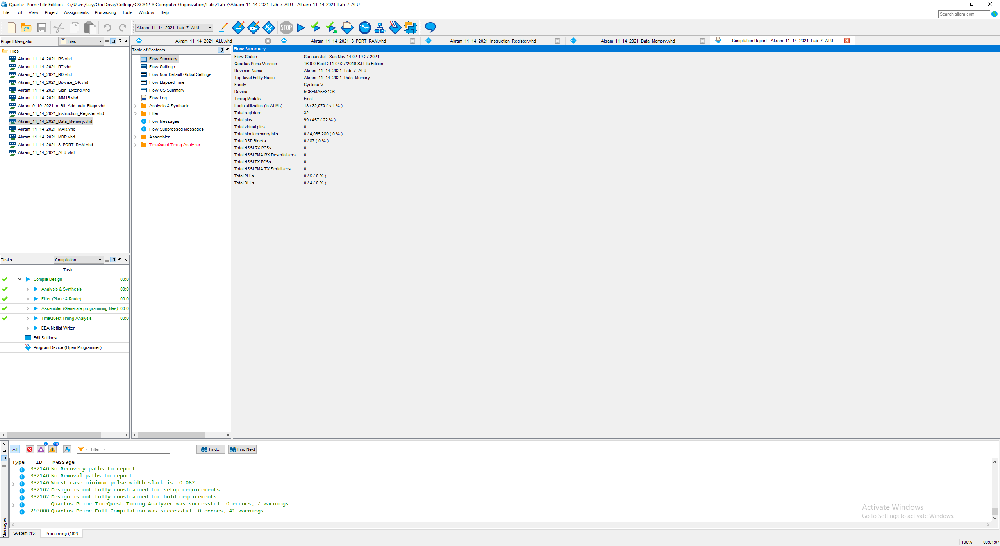 Quartus Prime Lite Edition - C:/Users/Izzy/OneDrive/College/CSC342_3 Computer Organization/Labs/Lab 7/Akram_11_14_2021_Lab_7_ALU - Akram_11_14_2021_Lab_7_ALU
File Edit View Project Assignments Processing Tools Window Help
Search altera.com
Akram_11_14_2021_Lab_7_ALU
STOP
Project Navigator Files
Akram_11_14_2021_ALU.vhd
Akram_11_14_2021_3_PORT_RAM.vhd
Akram_11_14_2021_Instruction_Register.vhd
Akram_11_14_2021_Data_Memory.vhd
Compilation Report - Akram_11_14_2021_Lab_7_ALU
Files
Akram_11_14_2021_RS.vhd
Akram_11_14_2021_RT.vhd
Akram_11_14_2021_RD.vhd
Akram_11_14_2021_Bitwise_OP.vhd
Akram_11_14_2021_Sign_Extend.vhd
Akram_11_14_2021_IMM16.vhd
Akram_9_19_2021_n_Bit_Add_sub_Flags.vhd
Akram_11_14_2021_Instruction_Register.vhd
Akram_11_14_2021_Data_Memory.vhd
Akram_11_14_2021_MAR.vhd
Akram_11_14_2021_MDR.vhd
Akram_11_14_2021_3_PORT_RAM.vhd
Akram_11_14_2021_ALU.vhd
Table of Contents
Flow Summary
Flow Settings
Flow Non-Default Global Settings
Flow Elapsed Time
Flow OS Summary
Flow Log
Analysis & Synthesis
Fitter
Flow Messages
Flow Suppressed Messages
Assembler
TimeQuest Timing Analyzer
Flow Summary
Flow Status Successful - Sun Nov 14 02:19:27 2021
Quartus Prime Version 16.0.0 Build 211 04/27/2016 SJ Lite Edition
Revision Name Akram_11_14_2021_Lab_7_ALU
Top-level Entity Name Akram_11_14_2021_Data_Memory
Family Cyclone V
Device 5CSEMA5F31C6
Timing Models Final
Logic utilization (in ALMs) 18 / 32,070 ( < 1 % )
Total registers 32
Total pins 99 / 457 ( 22 % )
Total virtual pins 0
Total block memory bits 0 / 4,065,280 ( 0 % )
Total DSP Blocks 0 / 87 ( 0 % )
Total HSSI RX PCSs 0
Total HSSI PMA RX Deserializers 0
Total HSSI TX PCSs 0
Total HSSI PMA TX Serializers 0
Total PLLs 0 / 6 ( 0 % )
Total DLLs 0 / 4 ( 0 % )
Tasks Compilation
Task
Compile Design
Analysis & Synthesis
Fitter (Place & Route)
Assembler (Generate programming files)
TimeQuest Timing Analysis
EDA Netlist Writer
Edit Settings
Program Device (Open Programmer)
All 7 10 <<Filter>> Find... Find Next
Type ID Message
332140 No Recovery paths to report
332140 No Removal paths to report
332146 Worst-case minimum pulse width slack is -0.082
332102 Design is not fully constrained for setup requirements
332102 Design is not fully constrained for hold requirements
Quartus Prime TimeQuest Timing Analyzer was successful. 0 errors, 7 warnings
293000 Quartus Prime Full Compilation was successful. 0 errors, 41 warnings
Messages
Activate Windows
Go to Settings to activate Windows.
System (15) Processing (162)
100% 00:01:07